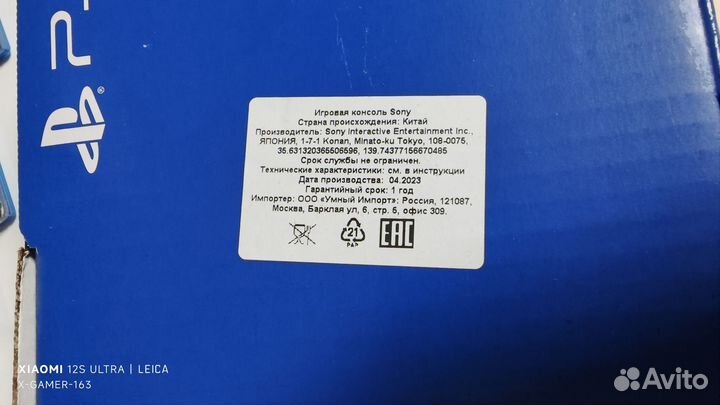 PS
Игровая консоль Sony
Страна происхождения: Китай
Производитель: Sony Interactive Entertainment Inc.,
ЯПОНИЯ, 1-7-1 Konan, Minato-ku Tokyo, 108-0075,
35.631320365506596, 139.74377156670485
Срок службы не ограничен.
Технические характеристики: см. в инструкции
Дата производства: 04.2023
Гарантийный срок: 1 год
Импортер: ООО «Умный Импорт»: Россия, 121087,
Москва, Барклая ул, 6, стр. 5, офис 309.
21
PAP
EAC
XIAOMI 12S ULTRA | LEICA
X-GAMER-163
Avito